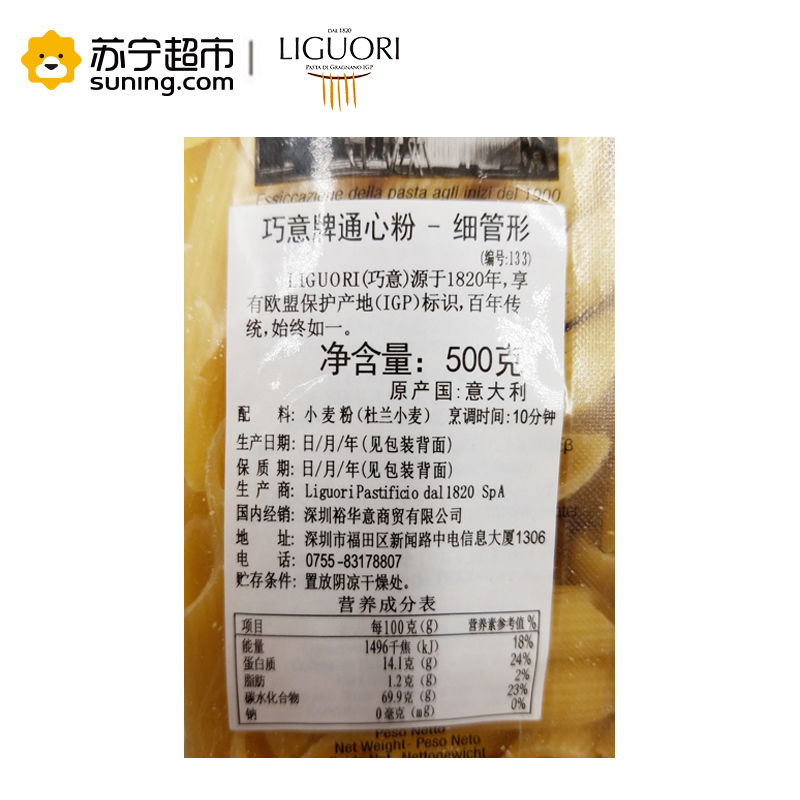 苏宁超市
suning.com
DAL 1820
LIGUORI
PASTA DI GRAGNANO IGP
Essiccazione della pasta agli inizi del 1900
巧意牌通心粉 - 细管形
(编号:133)
LIGUORI(巧意)源于1820年,享
有欧盟保护产地(IGP)标识,百年传
统,始终如一。
净含量: 500克
原产国:意大利
配 料: 小麦粉(杜兰小麦) 烹调时间:10分钟
生产日期: 日/月/年(见包装背面)
保 质 期: 日/月/年(见包装背面)
生 产 商: Liguori Pastificio dal 1820 SpA
国内经销: 深圳裕华意商贸有限公司
地 址: 深圳市福田区新闻路中电信息大厦1306
电 话: 0755-83178807
贮存条件: 置放阴凉干燥处。
营养成分表
项目 每100克(g) 营养素参考值%
能量 1496千焦(kJ) 18%
蛋白质 14.1克(g) 24%
脂肪 1.2克(g) 2%
碳水化合物 69.9克(g) 23%
钠 0毫克(mg) 0%
Peso Netto
Net Weight- Peso Neto
Nettogewicht